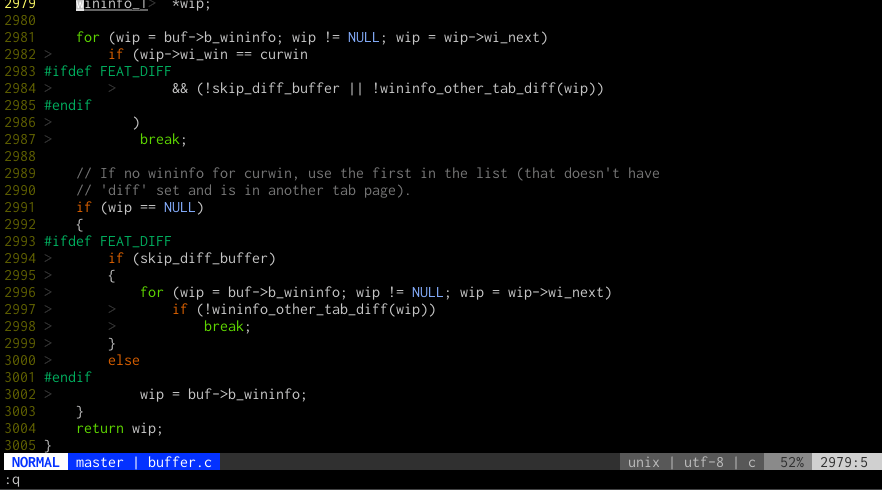 2979 wininfo_T> *wip;
2980
2981 for (wip = buf->b_wininfo; wip != NULL; wip = wip->wi_next)
2982 > if (wip->wi_win == curwin
2983 #ifdef FEAT_DIFF
2984 > > && (!skip_diff_buffer || !wininfo_other_tab_diff(wip))
2985 #endif
2986 > )
2987 > break;
2988
2989 // If no wininfo for curwin, use the first in the list (that doesn't have
2990 // 'diff' set and is in another tab page).
2991 if (wip == NULL)
2992 {
2993 #ifdef FEAT_DIFF
2994 > if (skip_diff_buffer)
2995 > {
2996 > for (wip = buf->b_wininfo; wip != NULL; wip = wip->wi_next)
2997 > > if (!wininfo_other_tab_diff(wip))
2998 > > break;
2999 > }
3000 > else
3001 #endif
3002 > wip = buf->b_wininfo;
3003 }
3004 return wip;
3005 }
NORMAL master | buffer.c unix | utf-8 | c 52% 2979:5
:q